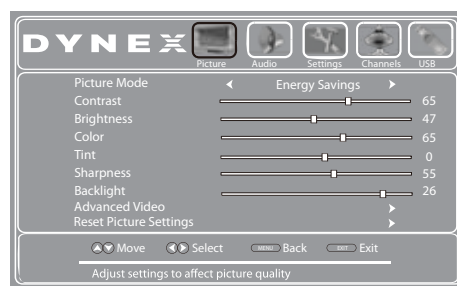 DYNEX
Picture Audio Settings Channels USB
Picture Mode Energy Savings
Contrast 65
Brightness 47
Color 65
Tint 0
Sharpness 55
Backlight 26
Advanced Video
Reset Picture Settings
Move Select MENU Back EXIT Exit
Adjust settings to affect picture quality